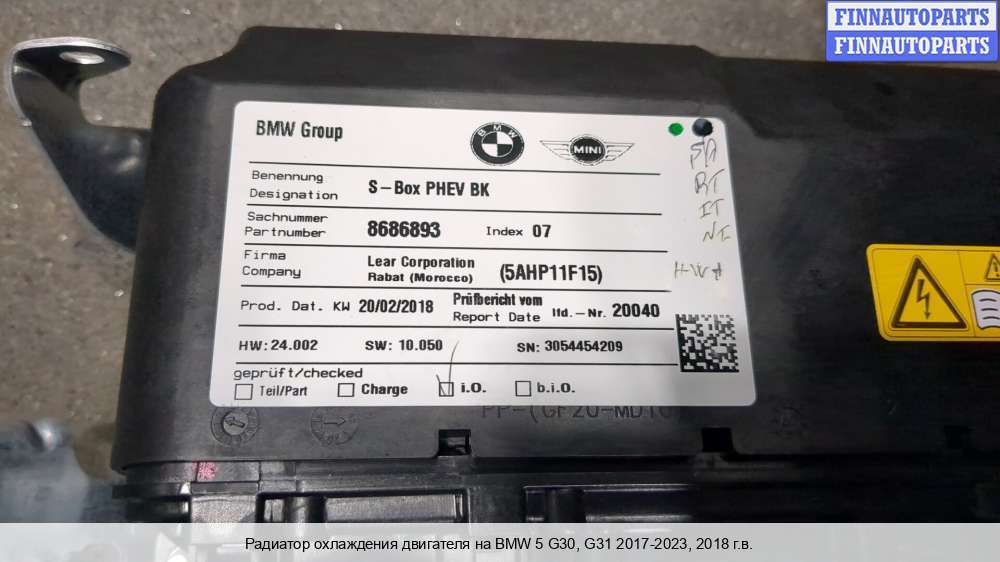 FINNAUTOPARTS
FINNAUTOPARTS
BMW Group
BMW
MINI
Benennung
Designation
S-Box PHEV BK
Sachnummer
Partnumber
8686893
Index 07
Firma
Company
Lear Corporation
Rabat (Morocco)
(5AHP11F15)
Prod. Dat. KW 20/02/2018
Prüfbericht vom
Report Date
lfd.-Nr. 20040
HW: 24.002
SW: 10.050
SN: 3054454209
geprüft/checked
Teil/Part
Charge
i.O.
b.i.O.
RT
IT
Радиатор охлаждения двигателя на BMW 5 G30, G31 2017-2023, 2018 г.в.